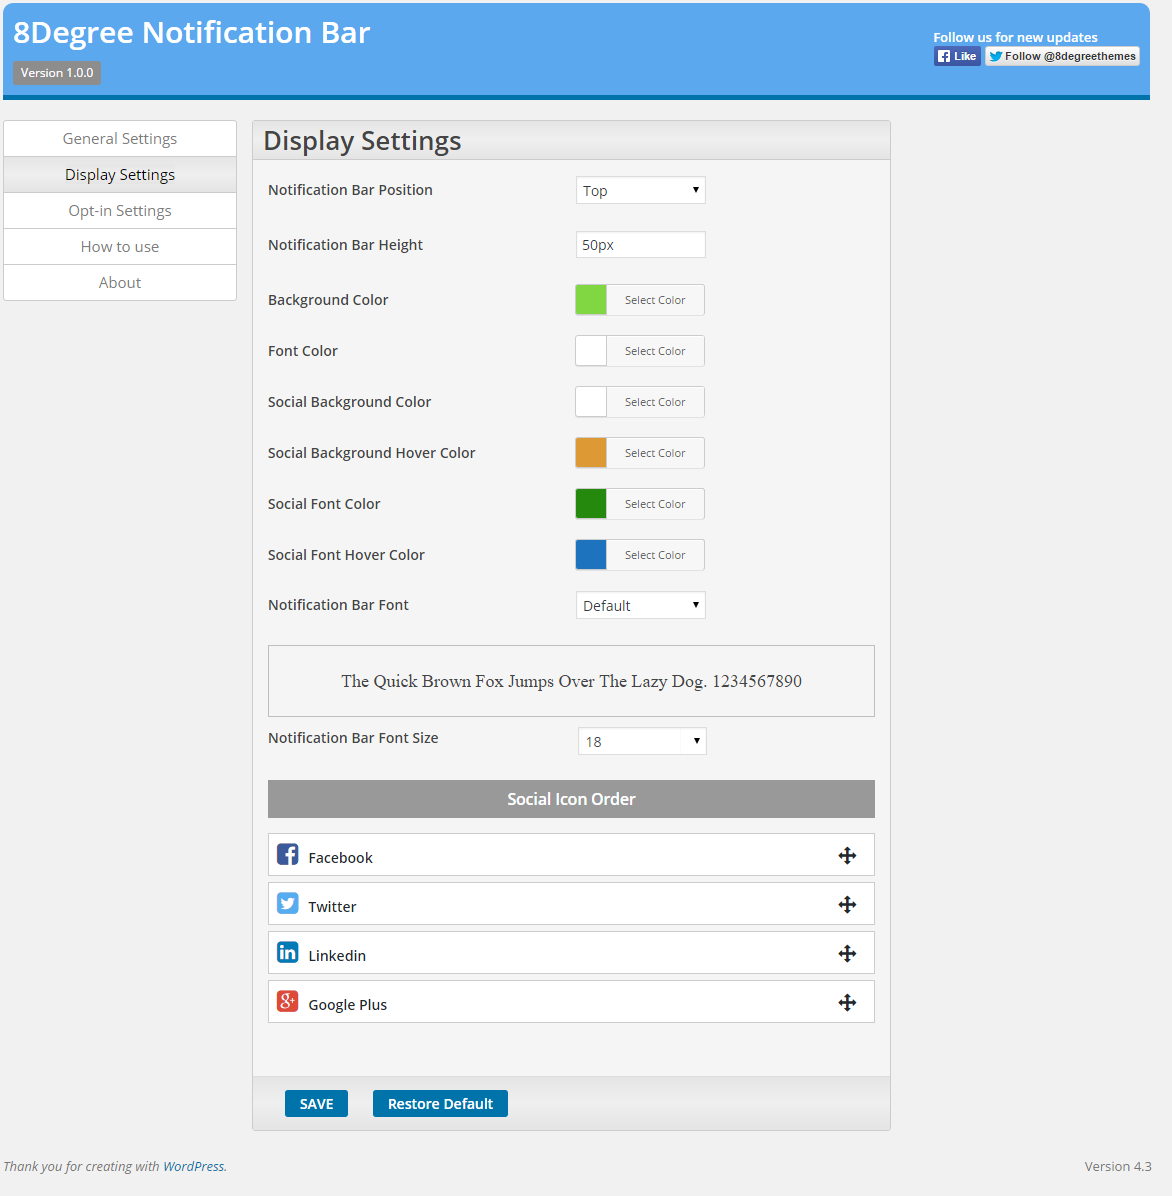 8Degree Notification Bar
Version 1.0.0
Follow us for new updates
Like
Follow @8degreethemes
General Settings
Display Settings
Opt-in Settings
How to use
About
Display Settings
Notification Bar Position
Top
Notification Bar Height
50px
Background Color
Select Color
Font Color
Select Color
Social Background Color
Select Color
Social Background Hover Color
Select Color
Social Font Color
Select Color
Social Font Hover Color
Select Color
Notification Bar Font
Default
The Quick Brown Fox Jumps Over The Lazy Dog. 1234567890
Notification Bar Font Size
18
Social Icon Order
Facebook
Twitter
Linkedin
Google Plus
SAVE
Restore Default
Thank you for creating with WordPress.
Version 4.3